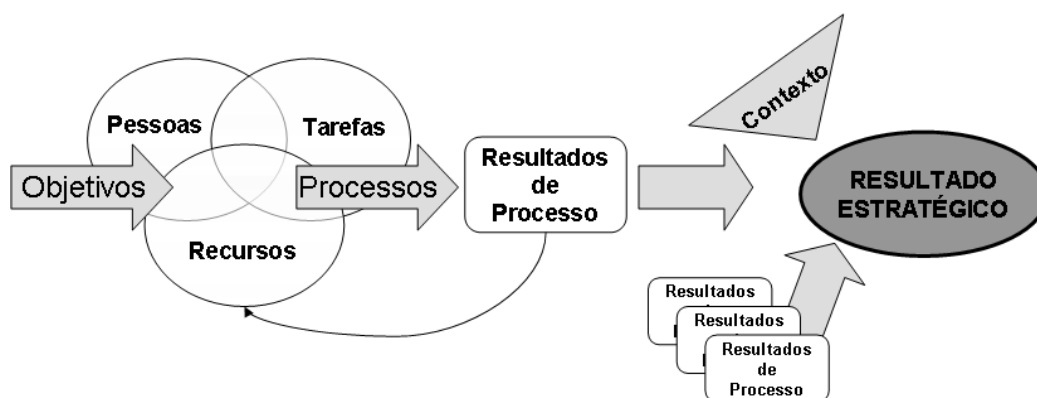 Contexto
Pessoas
Tarefas
Objetivos
Processos
Resultados
de
Processo
RESULTADO
ESTRATÉGICO
Recursos
Resultados
Resultados
Resultados
de
Processo